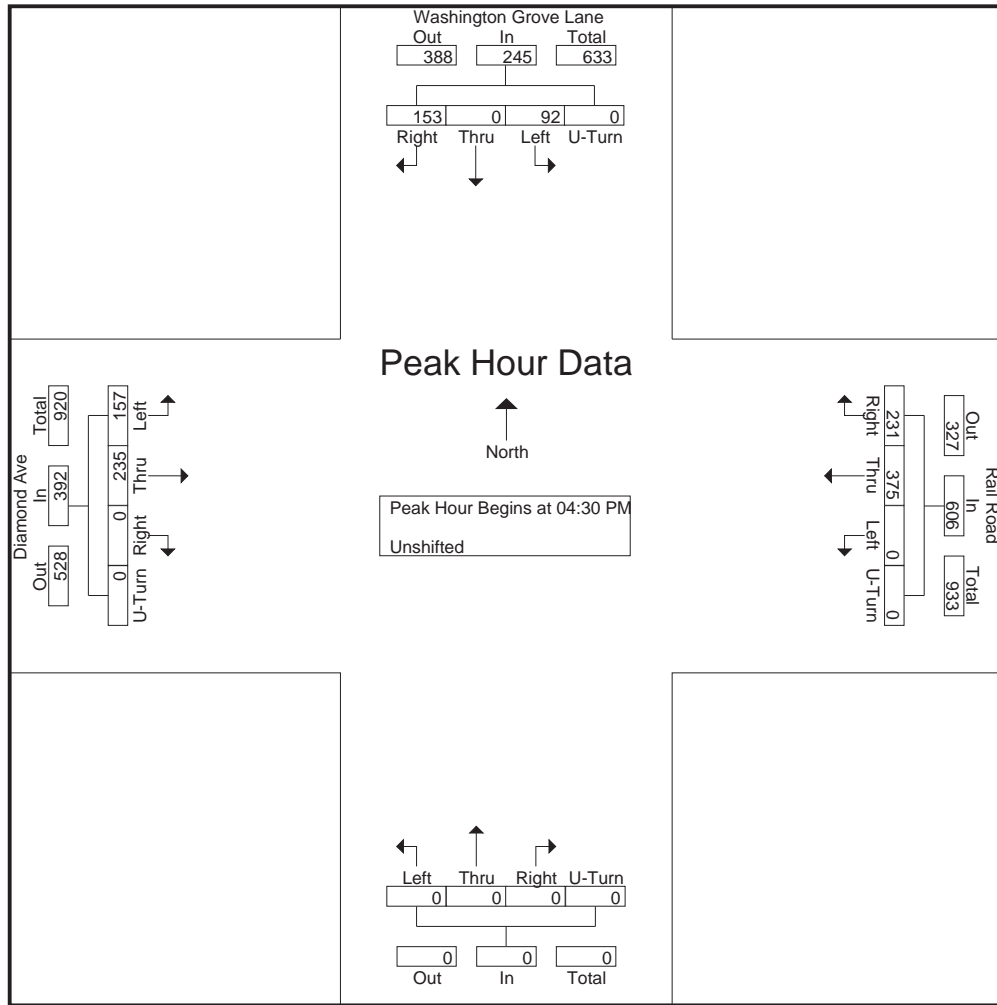 Washington Grove Lane
Out In Total
388 245 633
153 0 92 0
Right Thru Left U-Turn
Peak Hour Data
North
Peak Hour Begins at 04:30 PM
Unshifted
Diamond Ave
Out In Total
528 392 920
0 0 235 157
U-Turn Right Thru Left
Rail Road
Out In Total
327 606 933
231 375 0 0
Right Thru Left U-Turn
Left Thru Right U-Turn
0 0 0 0
0 0 0
Out In Total